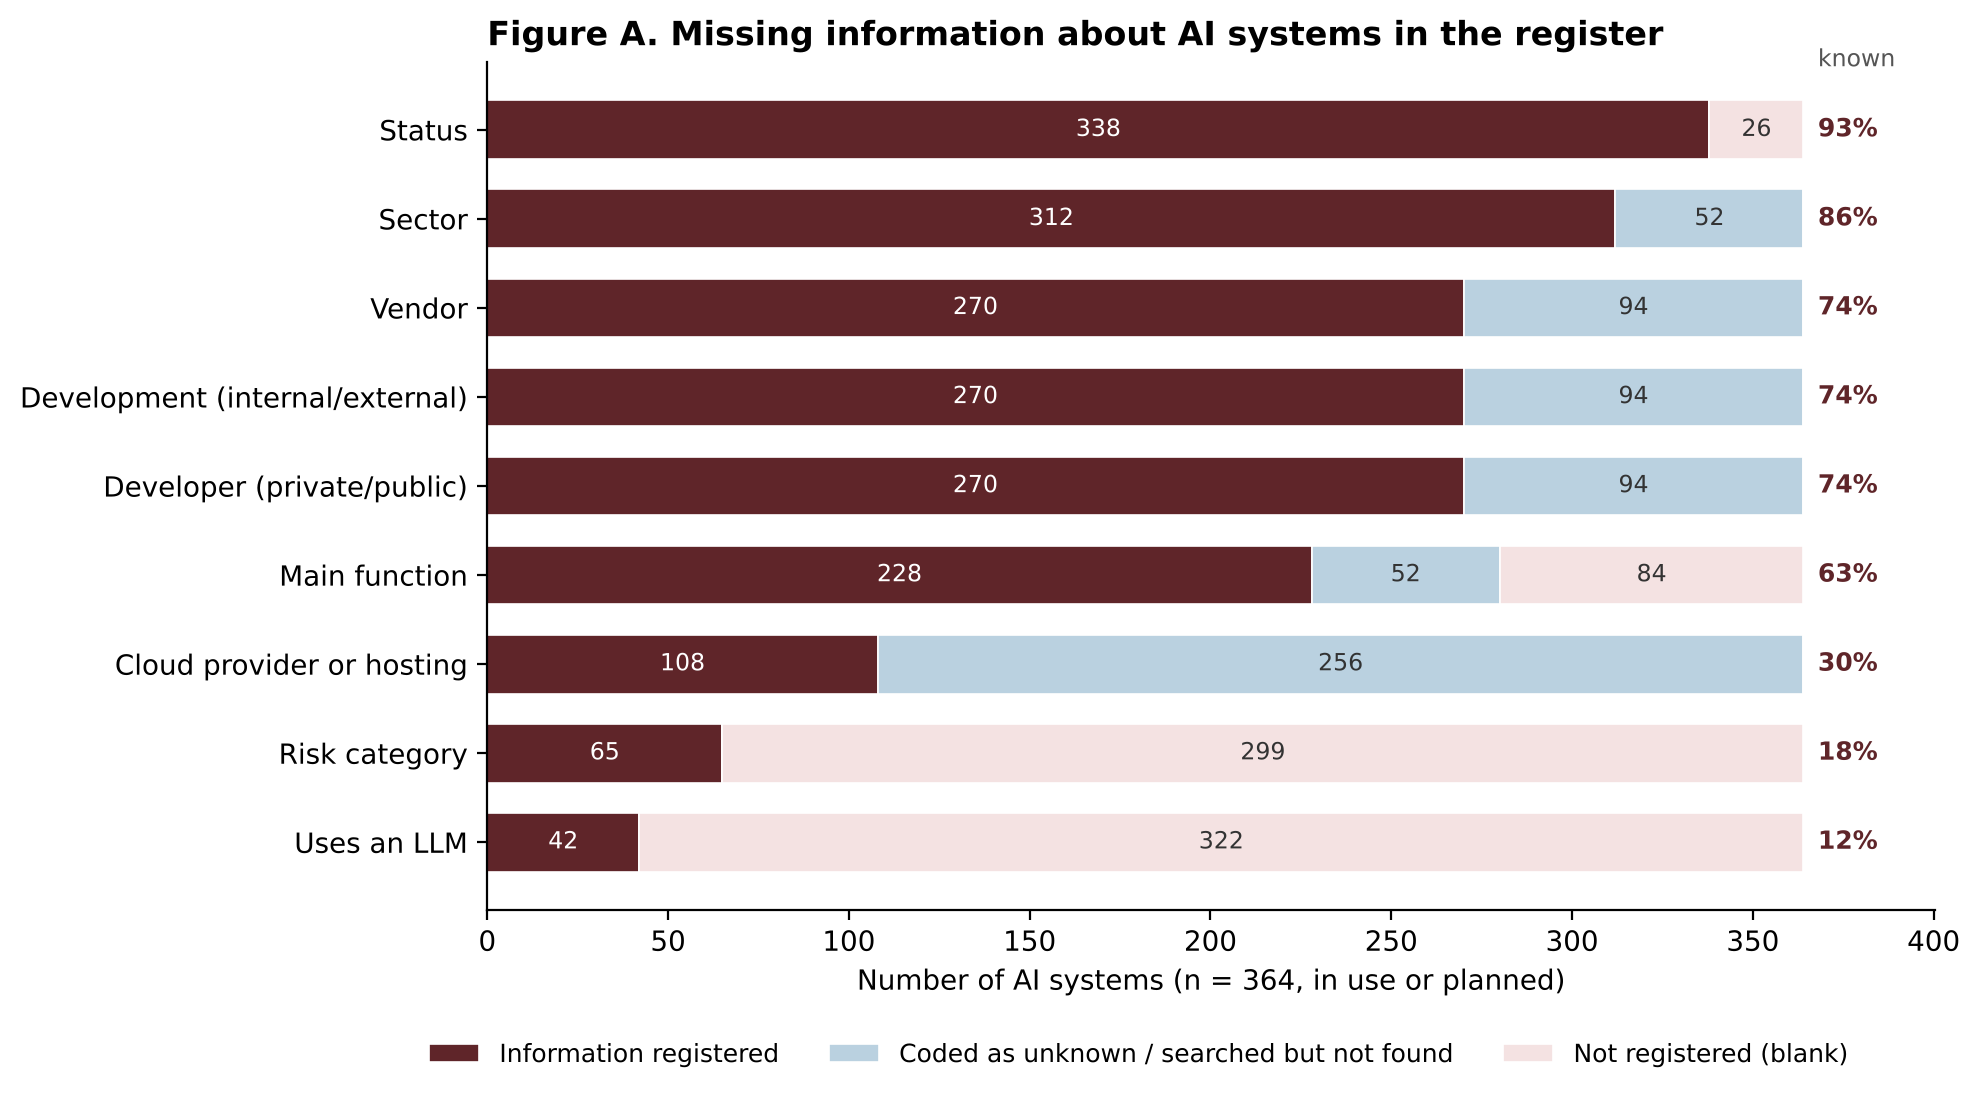 Figure A. Missing information about AI systems in the register
known
Status 338 26 93%
Sector 312 52 86%
Vendor 270 94 74%
Development (internal/external) 270 94 74%
Developer (private/public) 270 94 74%
Main function 228 52 84 63%
Cloud provider or hosting 108 256 30%
Risk category 65 299 18%
Uses an LLM 42 322 12%
0 50 100 150 200 250 300 350 400
Number of AI systems (n = 364, in use or planned)
Information registered Coded as unknown / searched but not found Not registered (blank)